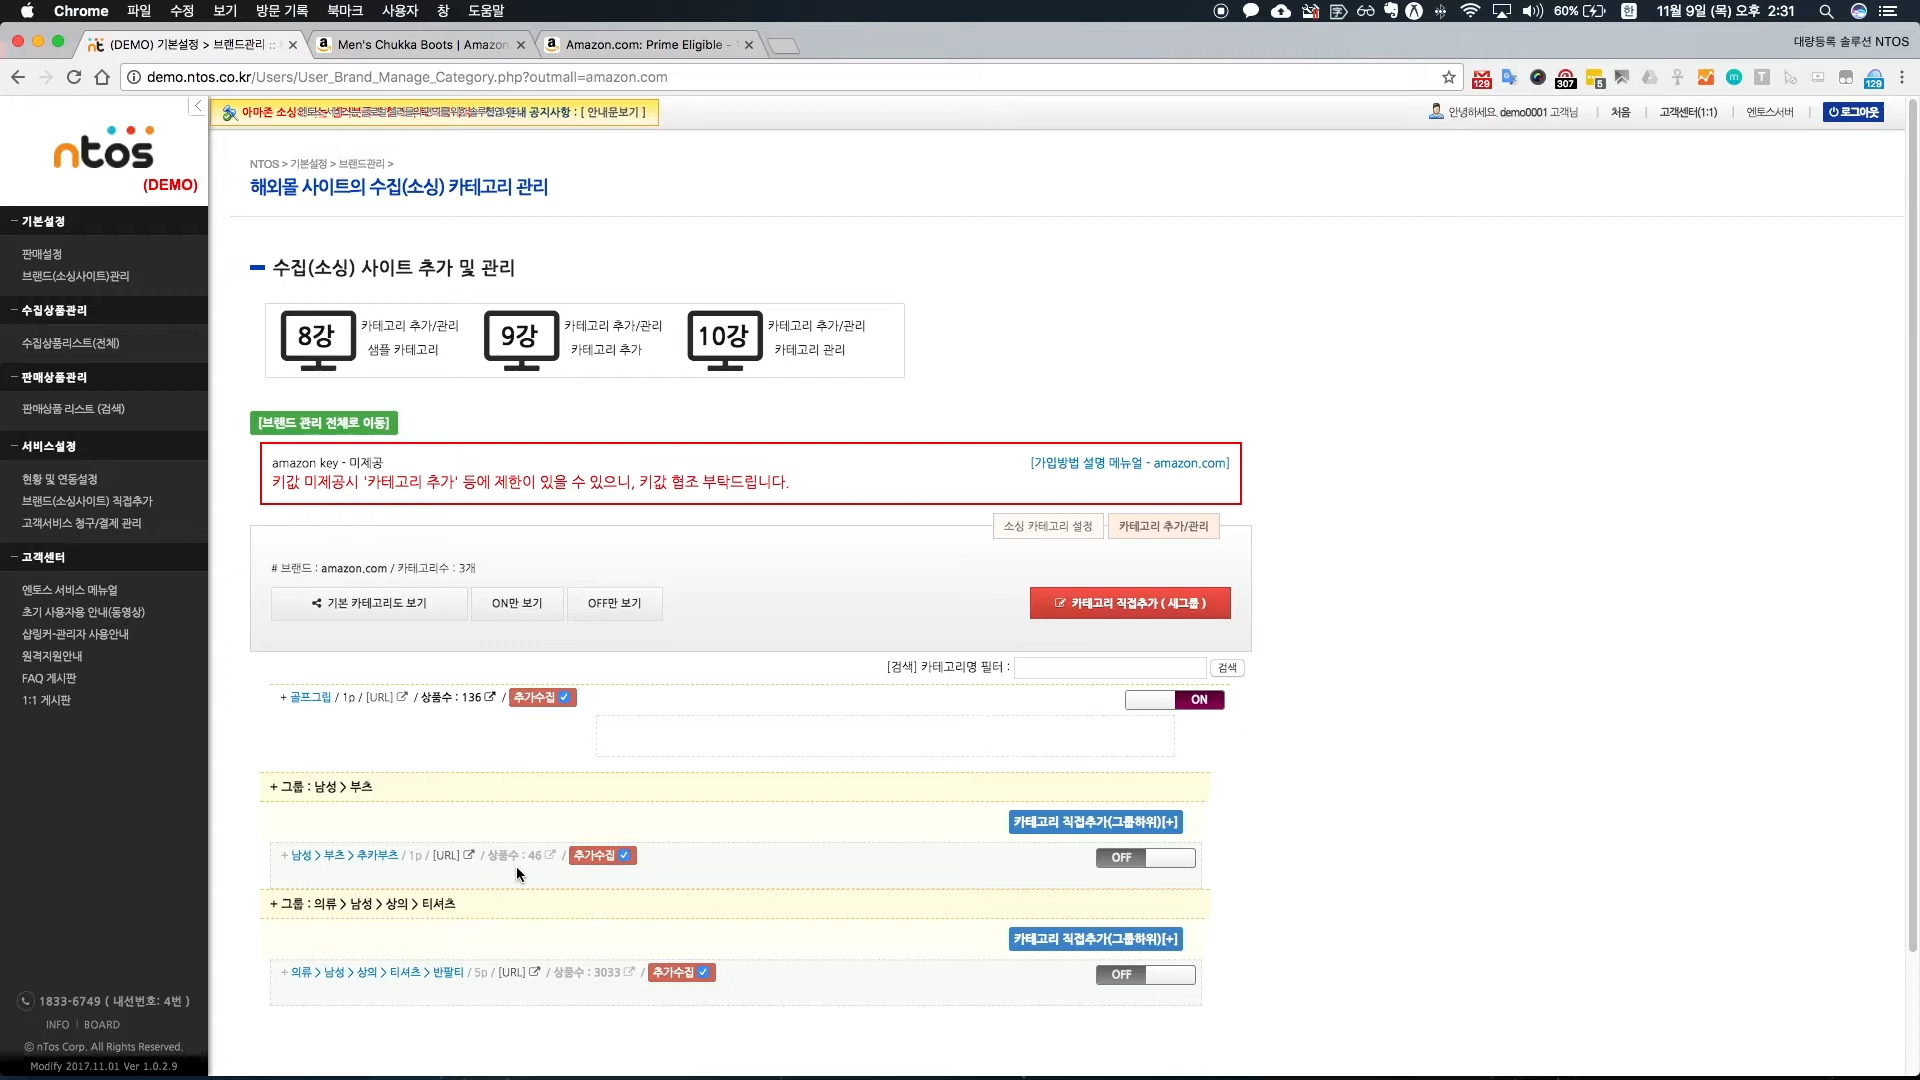 Chrome 파일 수정 보기 방문 기록 북마크 사용자 창 도움말 60% 한 11월 9일 (목) 오후 2:31
(DEMO) 기본설정 > 브랜드관리 :: Men's Chukka Boots | Amazon Amazon.com: Prime Eligible - 대량등록 솔루션 NTOS
demo.ntos.co.kr/Users/User_Brand_Manage_Category.php?outmall=amazon.com 129 307 5 129
안내 공지사항 : [ 안내문보기 ]
안녕하세요. demo0001 고객님 | 처음 | 고객센터(1:1) | 엔토스서버 | 로그아웃
ntos
(DEMO)
기본설정
판매설정
브랜드(소싱사이트)관리
수집상품관리
수집상품리스트(전체)
판매상품관리
판매상품 리스트 (검색)
서비스설정
현황 및 연동설정
브랜드(소싱사이트) 직접추가
고객서비스 청구/결제 관리
고객센터
엔토스 서비스 메뉴얼
초기 사용자용 안내(동영상)
샵링커-관리자 사용안내
원격지원안내
FAQ 게시판
1:1 게시판
1833-6749 ( 내선번호: 4번 )
INFO | BOARD
© nTos Corp. All Rights Reserved.
Modify 2017.11.01 Ver 1.0.2.9
NTOS > 기본설정 > 브랜드관리 >
해외몰 사이트의 수집(소싱) 카테고리 관리
수집(소싱) 사이트 추가 및 관리
8강 카테고리 추가/관리 샘플 카테고리
9강 카테고리 추가/관리 카테고리 추가
10강 카테고리 추가/관리 카테고리 관리
[브랜드 관리 전체로 이동]
amazon key - 미제공 [가입방법 설명 메뉴얼 - amazon.com]
키값 미제공시 '카테고리 추가' 등에 제한이 있을 수 있으니, 키값 협조 부탁드립니다.
소싱 카테고리 설정 카테고리 추가/관리
# 브랜드 : amazon.com / 카테고리수 : 3개
기본 카테고리도 보기 ON만 보기 OFF만 보기 카테고리 직접추가 ( 새그룹 )
[검색] 카테고리명 필터 : 검색
+ 골프그립 / 1p / [URL] / 상품수 : 136 / 추가수집 ON
+ 그룹 : 남성 > 부츠
카테고리 직접추가(그룹하위)[+]
+ 남성 > 부츠 > 추카부츠 / 1p / [URL] / 상품수 : 46 / 추가수집 OFF
+ 그룹 : 의류 > 남성 > 상의 > 티셔츠
카테고리 직접추가(그룹하위)[+]
+ 의류 > 남성 > 상의 > 티셔츠 > 반팔티 / 5p / [URL] / 상품수 : 3033 / 추가수집 OFF